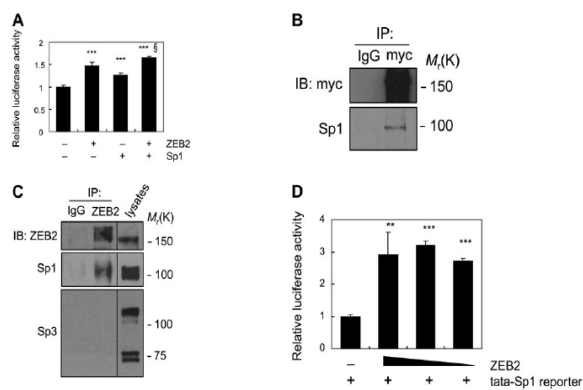 A
Relative luciferase activity
2
1.5
1
0.5
0
***
***
*** §
– + – + ZEB2
– – + + Sp1
B
IP:
IgG myc Mr(K)
IB: myc - 150
Sp1 - 100
C
IP:
IgG ZEB2 lysates Mr(K)
IB: ZEB2 - 150
Sp1 - 100
Sp3 - 100
- 75
D
Relative luciferase activity
4
3
2
1
0
**
***
***
– ZEB2
+ + + + tata-Sp1 reporter